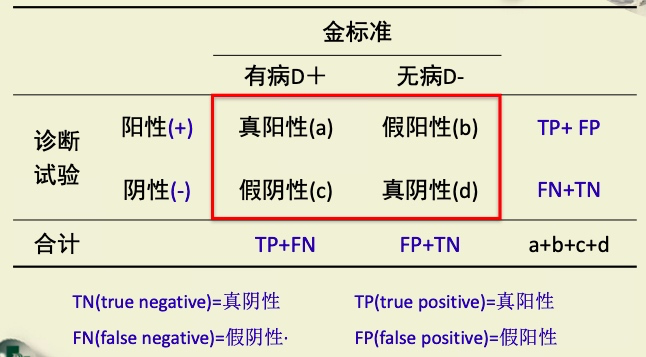 金标准
有病D＋ 无病D-
诊断试验 阳性(+) 真阳性(a) 假阳性(b) TP+ FP
阴性(-) 假阴性(c) 真阴性(d) FN+TN
合计 TP+FN FP+TN a+b+c+d
TN(true negative)=真阴性 TP(true positive)=真阳性
FN(false negative)=假阴性· FP(false positive)=假阳性